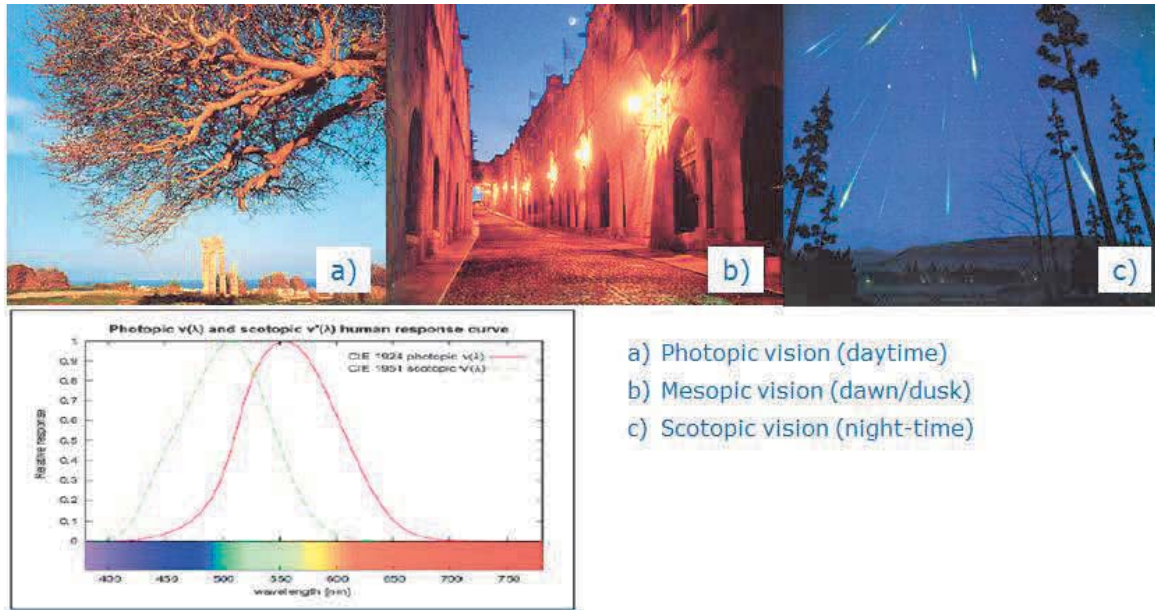 a)
b)
c)
Photopic v(λ) and scotopic v'(λ) human response curve
CIE 1924 photopic v(λ)
CIE 1951 scotopic v'(λ)
Relative response
1
0.9
0.8
0.7
0.6
0.5
0.4
0.3
0.2
0.1
0
400 450 500 550 600 650 700 750
wavelength [nm]
a) Photopic vision (daytime)
b) Mesopic vision (dawn/dusk)
c) Scotopic vision (night-time)